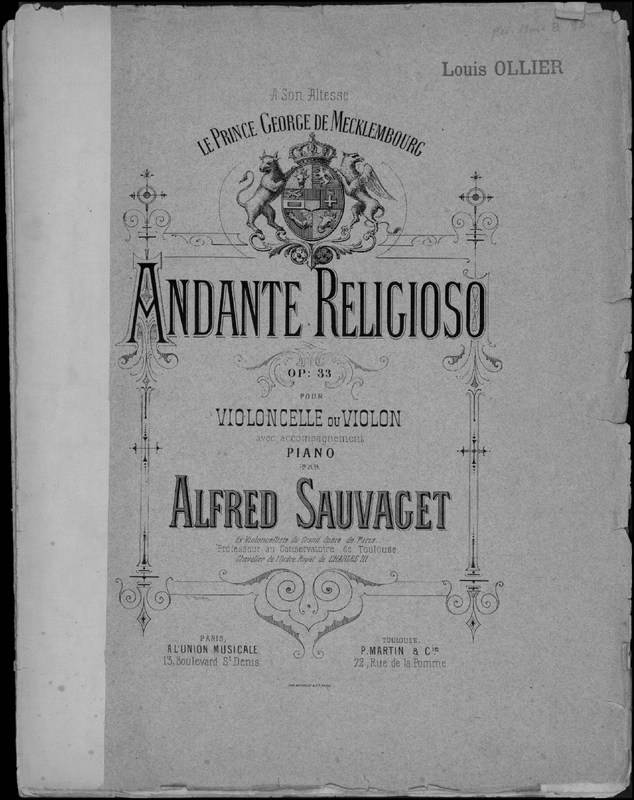 Louis OLLIER
A Son Altesse
LE PRINCE GEORGE DE MECKLEMBOURG
ANDANTE RELIGIOSO
OP: 33
POUR
VIOLONCELLE OU VIOLON
avec accompagnement
PIANO
PAR
ALFRED SAUVAGET
Ex-Violoncelliste du Grand Opéra de Paris.
Professeur au Conservatoire de Toulouse.
Chevalier de l'Ordre Royal de CHARLES III
PARIS,
A L'UNION MUSICALE
13, Boulevard St. Denis.
TOULOUSE.
P. MARTIN & Cie
72, Rue de la Pomme.